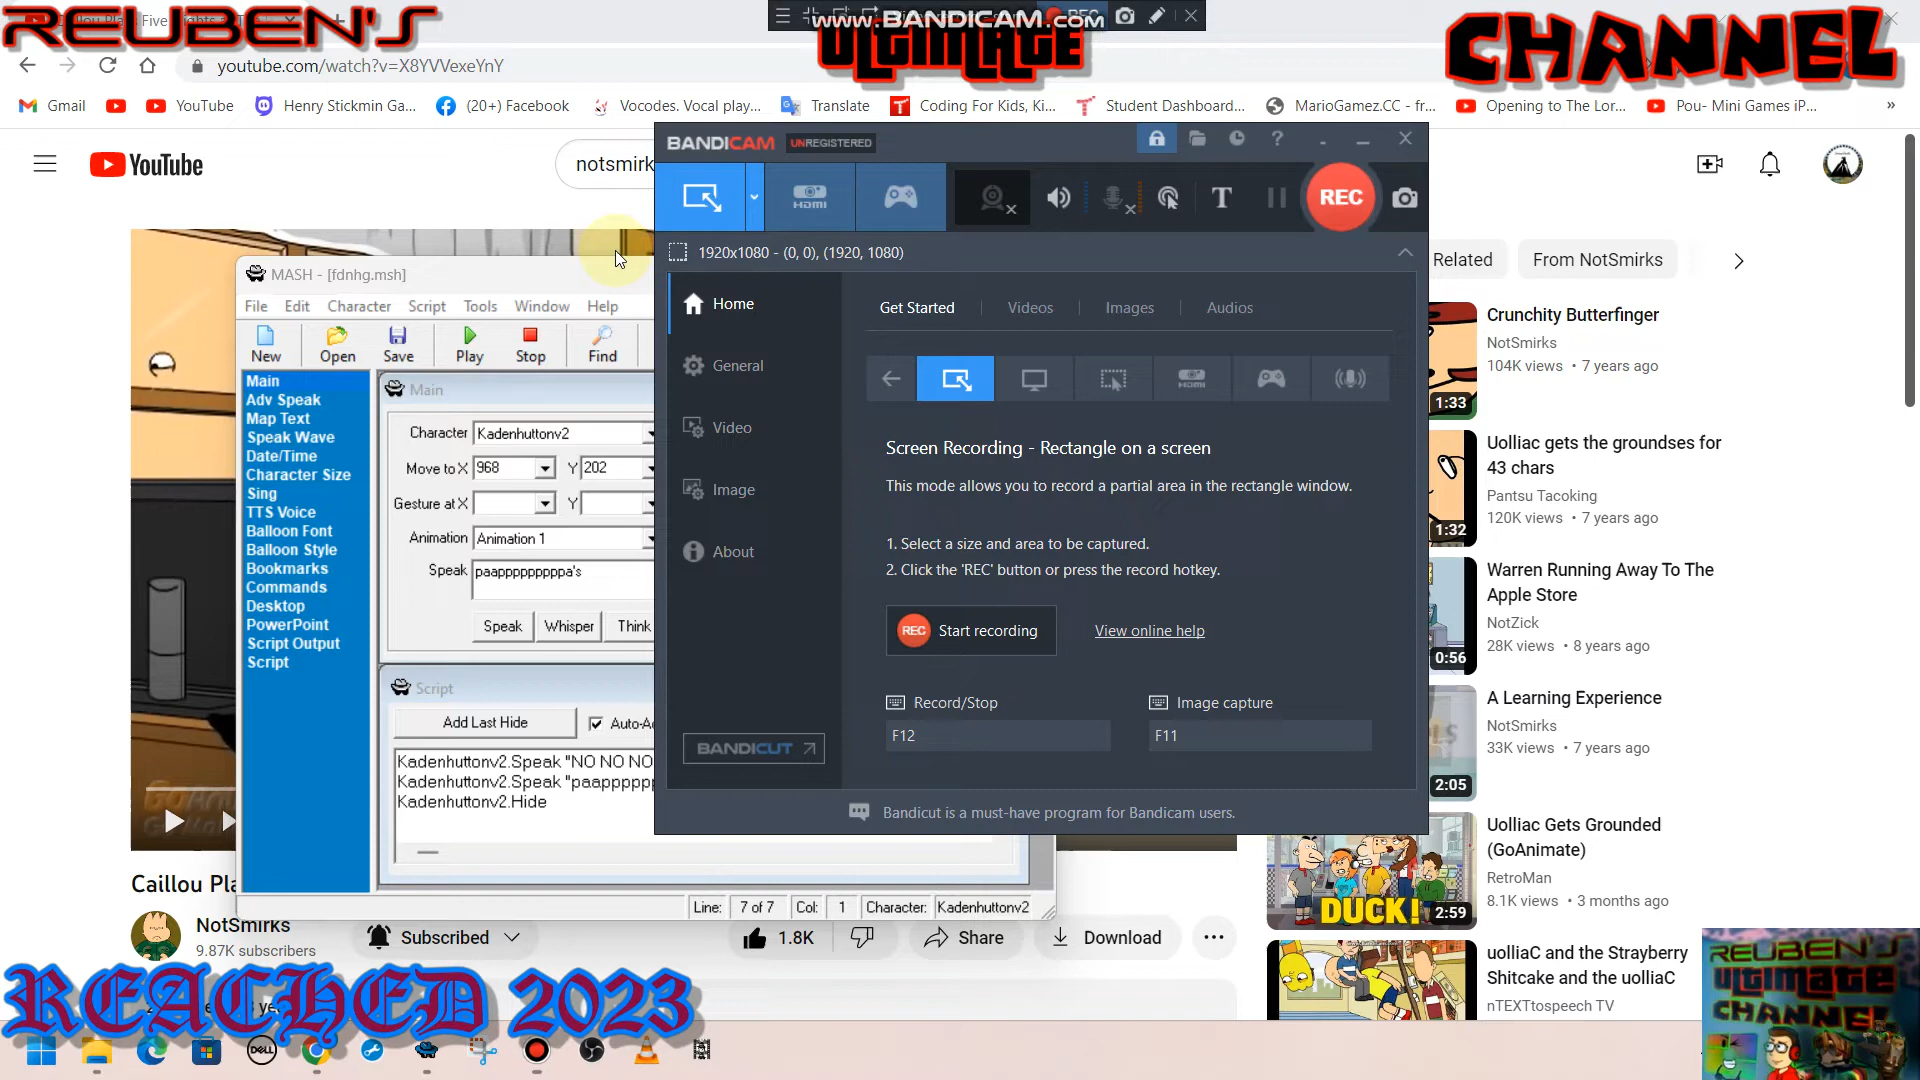 REUBEN'S
www.BANDICAM.com
ULTIMATE
CHANNEL
youtube.com/watch?v=X8YVVexeYnY
Gmail
YouTube
Henry Stickmin Ga...
(20+) Facebook
Vocodes. Vocal play...
Translate
Coding For Kids, Ki...
Student Dashboard...
MarioGamez.CC - fr...
Opening to The Lor...
Pou- Mini Games iP...
»
YouTube
notsmirk
BANDICAM
UNREGISTERED
HDMI
T
REC
1920x1080 - (0, 0), (1920, 1080)
Home
General
Video
Image
About
BANDICUT
Get Started
Videos
Images
Audios
HDMI
Screen Recording - Rectangle on a screen
This mode allows you to record a partial area in the rectangle window.
1. Select a size and area to be captured.
2. Click the 'REC' button or press the record hotkey.
REC Start recording
View online help
Record/Stop
F12
Image capture
F11
Bandicut is a must-have program for Bandicam users.
MASH - [fdnhg.msh]
File Edit Character Script Tools Window Help
New Open Save Play Stop Find
Main
Adv Speak
Map Text
Speak Wave
Date/Time
Character Size
Sing
TTS Voice
Balloon Font
Balloon Style
Bookmarks
Commands
Desktop
PowerPoint
Script Output
Script
Main
Character Kadenhuttonv2
Move to X 968 Y 202
Gesture at X Y
Animation Animation 1
Speak paapppppppppa's
Speak Whisper Think
Script
Add Last Hide
Kadenhuttonv2.Speak "NO NO NO
Kadenhuttonv2.Hide
Line: 7 of 7 Col: 1 Character: Kadenhuttonv2
Related
From NotSmirks
Crunchity Butterfinger
NotSmirks
104K views • 7 years ago
1:33
Uolliac gets the groundses for
43 chars
Pantsu Tacoking
120K views • 7 years ago
1:32
Warren Running Away To The
Apple Store
NotZick
28K views • 8 years ago
0:56
A Learning Experience
NotSmirks
33K views • 7 years ago
2:05
Uolliac Gets Grounded
(GoAnimate)
RetroMan
8.1K views • 3 months ago
DUCK!
2:59
uolliaC and the Strayberry
Shitcake and the uolliaC
nTEXTtospeech TV
Caillou Pla
NotSmirks
9.87K subscribers
Subscribed
1.8K
Share
Download
REACHED 2023
DELL
REUBEN'S
ULTIMATE
CHANNEL